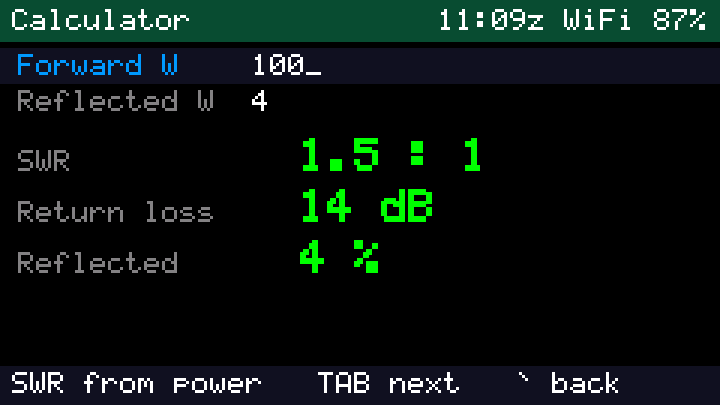 Calculator 11:09z WiFi 87%
Forward W 100_
Reflected W 4
SWR 1.5 : 1
Return loss 14 dB
Reflected 4 %
SWR from power TAB next ` back